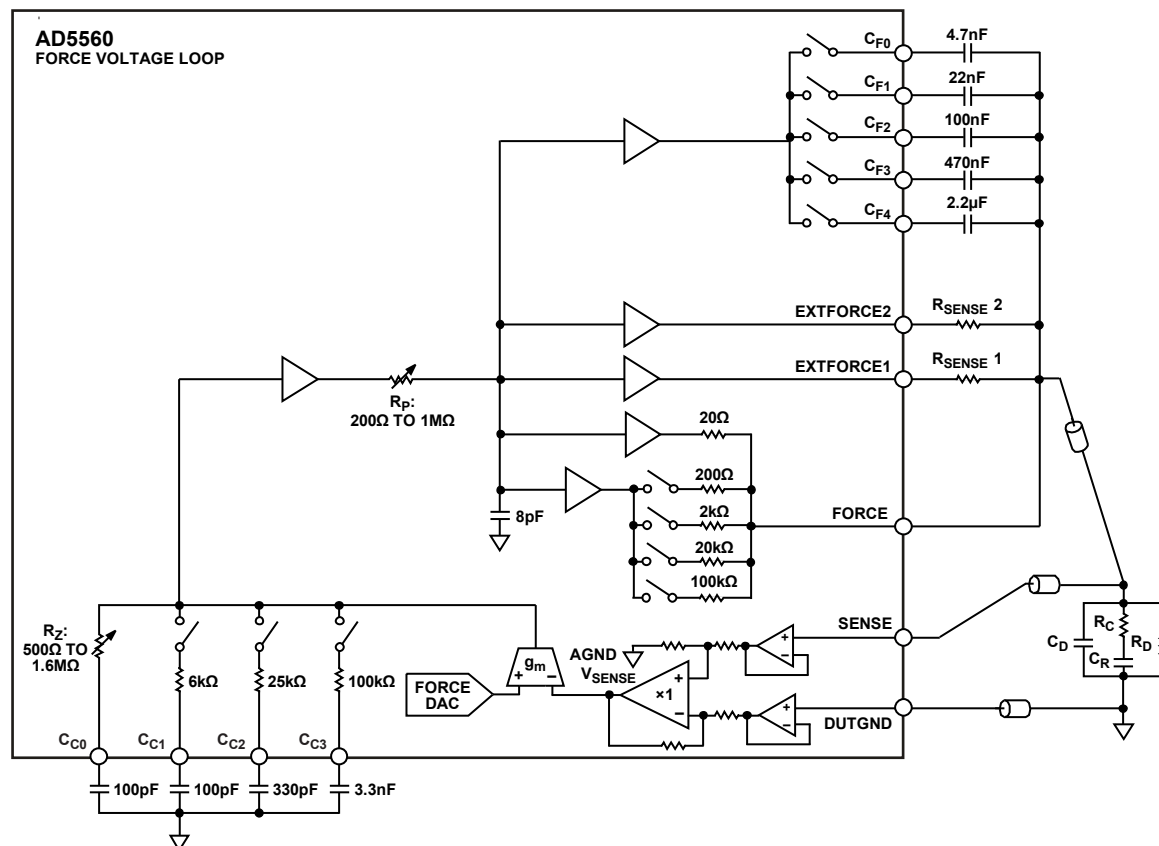 AD5560
FORCE VOLTAGE LOOP
CF0
4.7nF
CF1
22nF
CF2
100nF
CF3
470nF
CF4
2.2µF
EXTFORCE2
RSENSE 2
EXTFORCE1
RSENSE 1
RP:
200Ω TO 1MΩ
20Ω
200Ω
8pF
2kΩ
FORCE
20kΩ
100kΩ
RZ:
500Ω TO
1.6MΩ
6kΩ
25kΩ
100kΩ
gm
+ −
FORCE
DAC
AGND
VSENSE
×1
+
−
+
−
SENSE
+
−
DUTGND
CD
RC
CR
RD
CC0
CC1
CC2
CC3
100pF
100pF
330pF
3.3nF